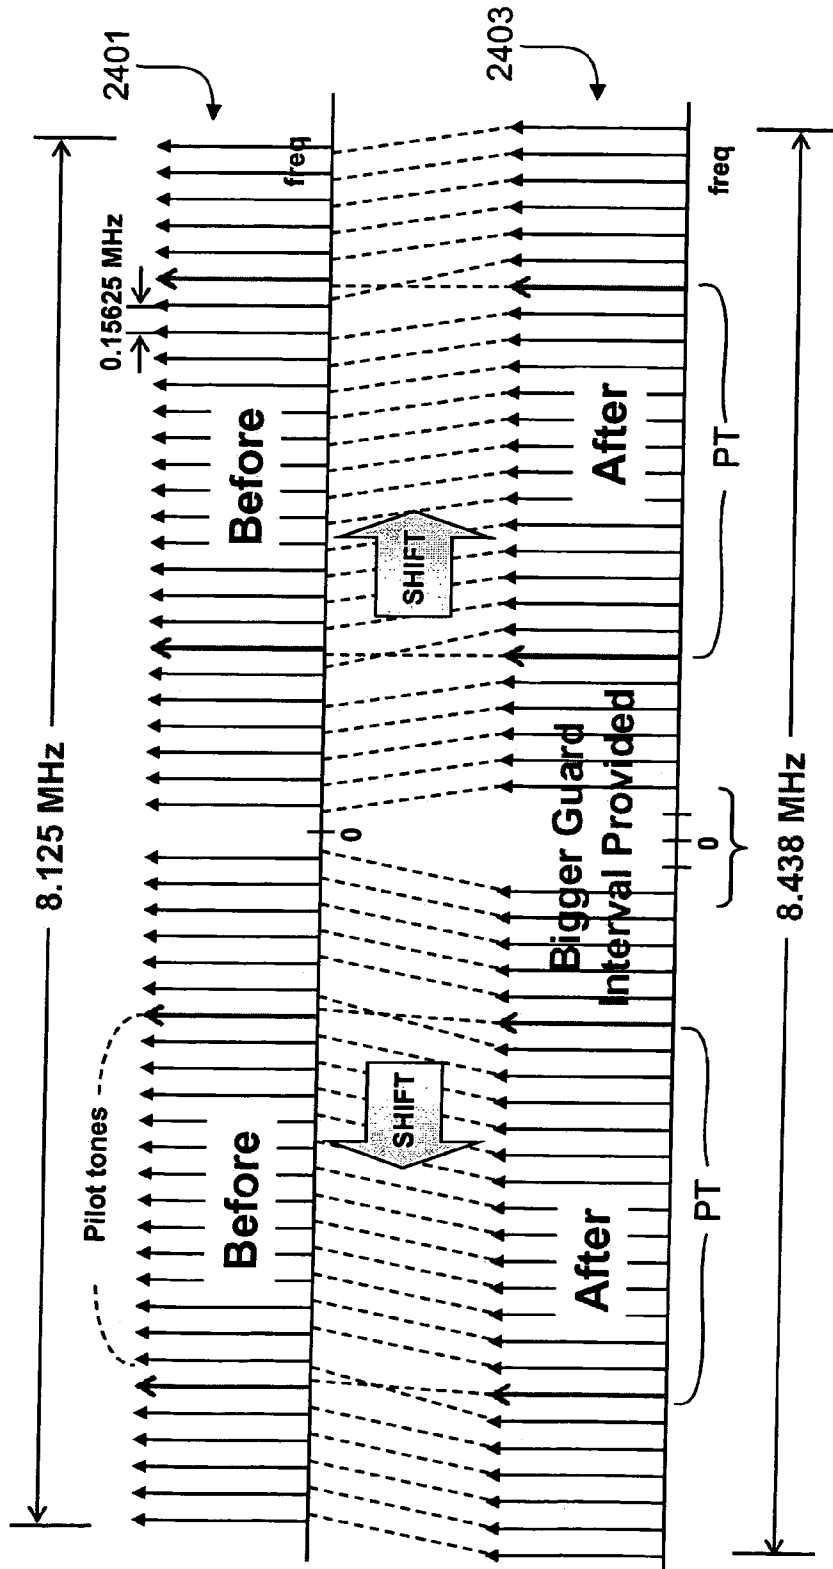 8.125 MHz
2401
Pilot tones
0.15625 MHz
Before
Before
freq
0
SHIFT
SHIFT
2403
After
Bigger Guard
Interval Provided
After
freq
0
PT
PT
8.438 MHz